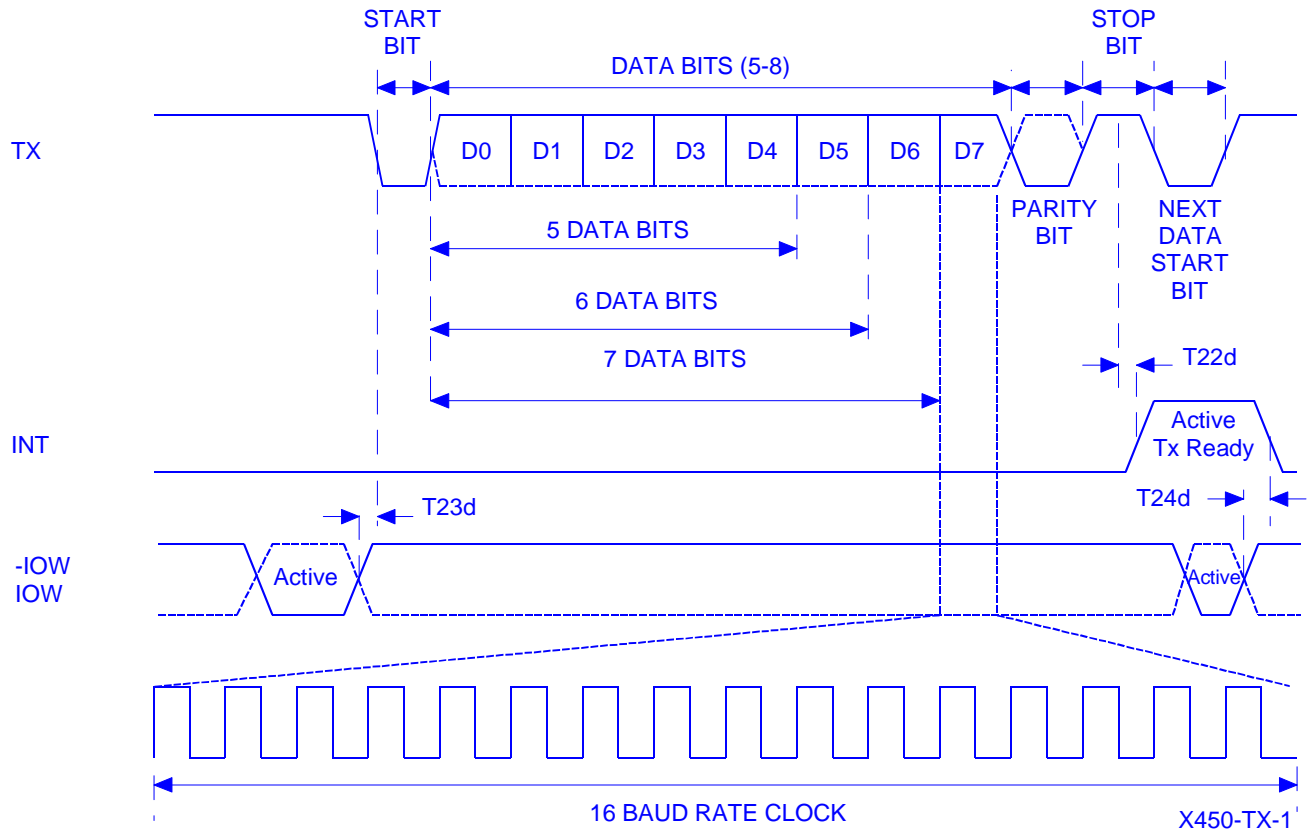 START
BIT
STOP
BIT
DATA BITS (5-8)
TX
D0 D1 D2 D3 D4 D5 D6 D7
PARITY
BIT
NEXT
DATA
START
BIT
5 DATA BITS
6 DATA BITS
7 DATA BITS
T22d
INT
Active
Tx Ready
T23d
T24d
-IOW
IOW
Active
Active
16 BAUD RATE CLOCK
X450-TX-1